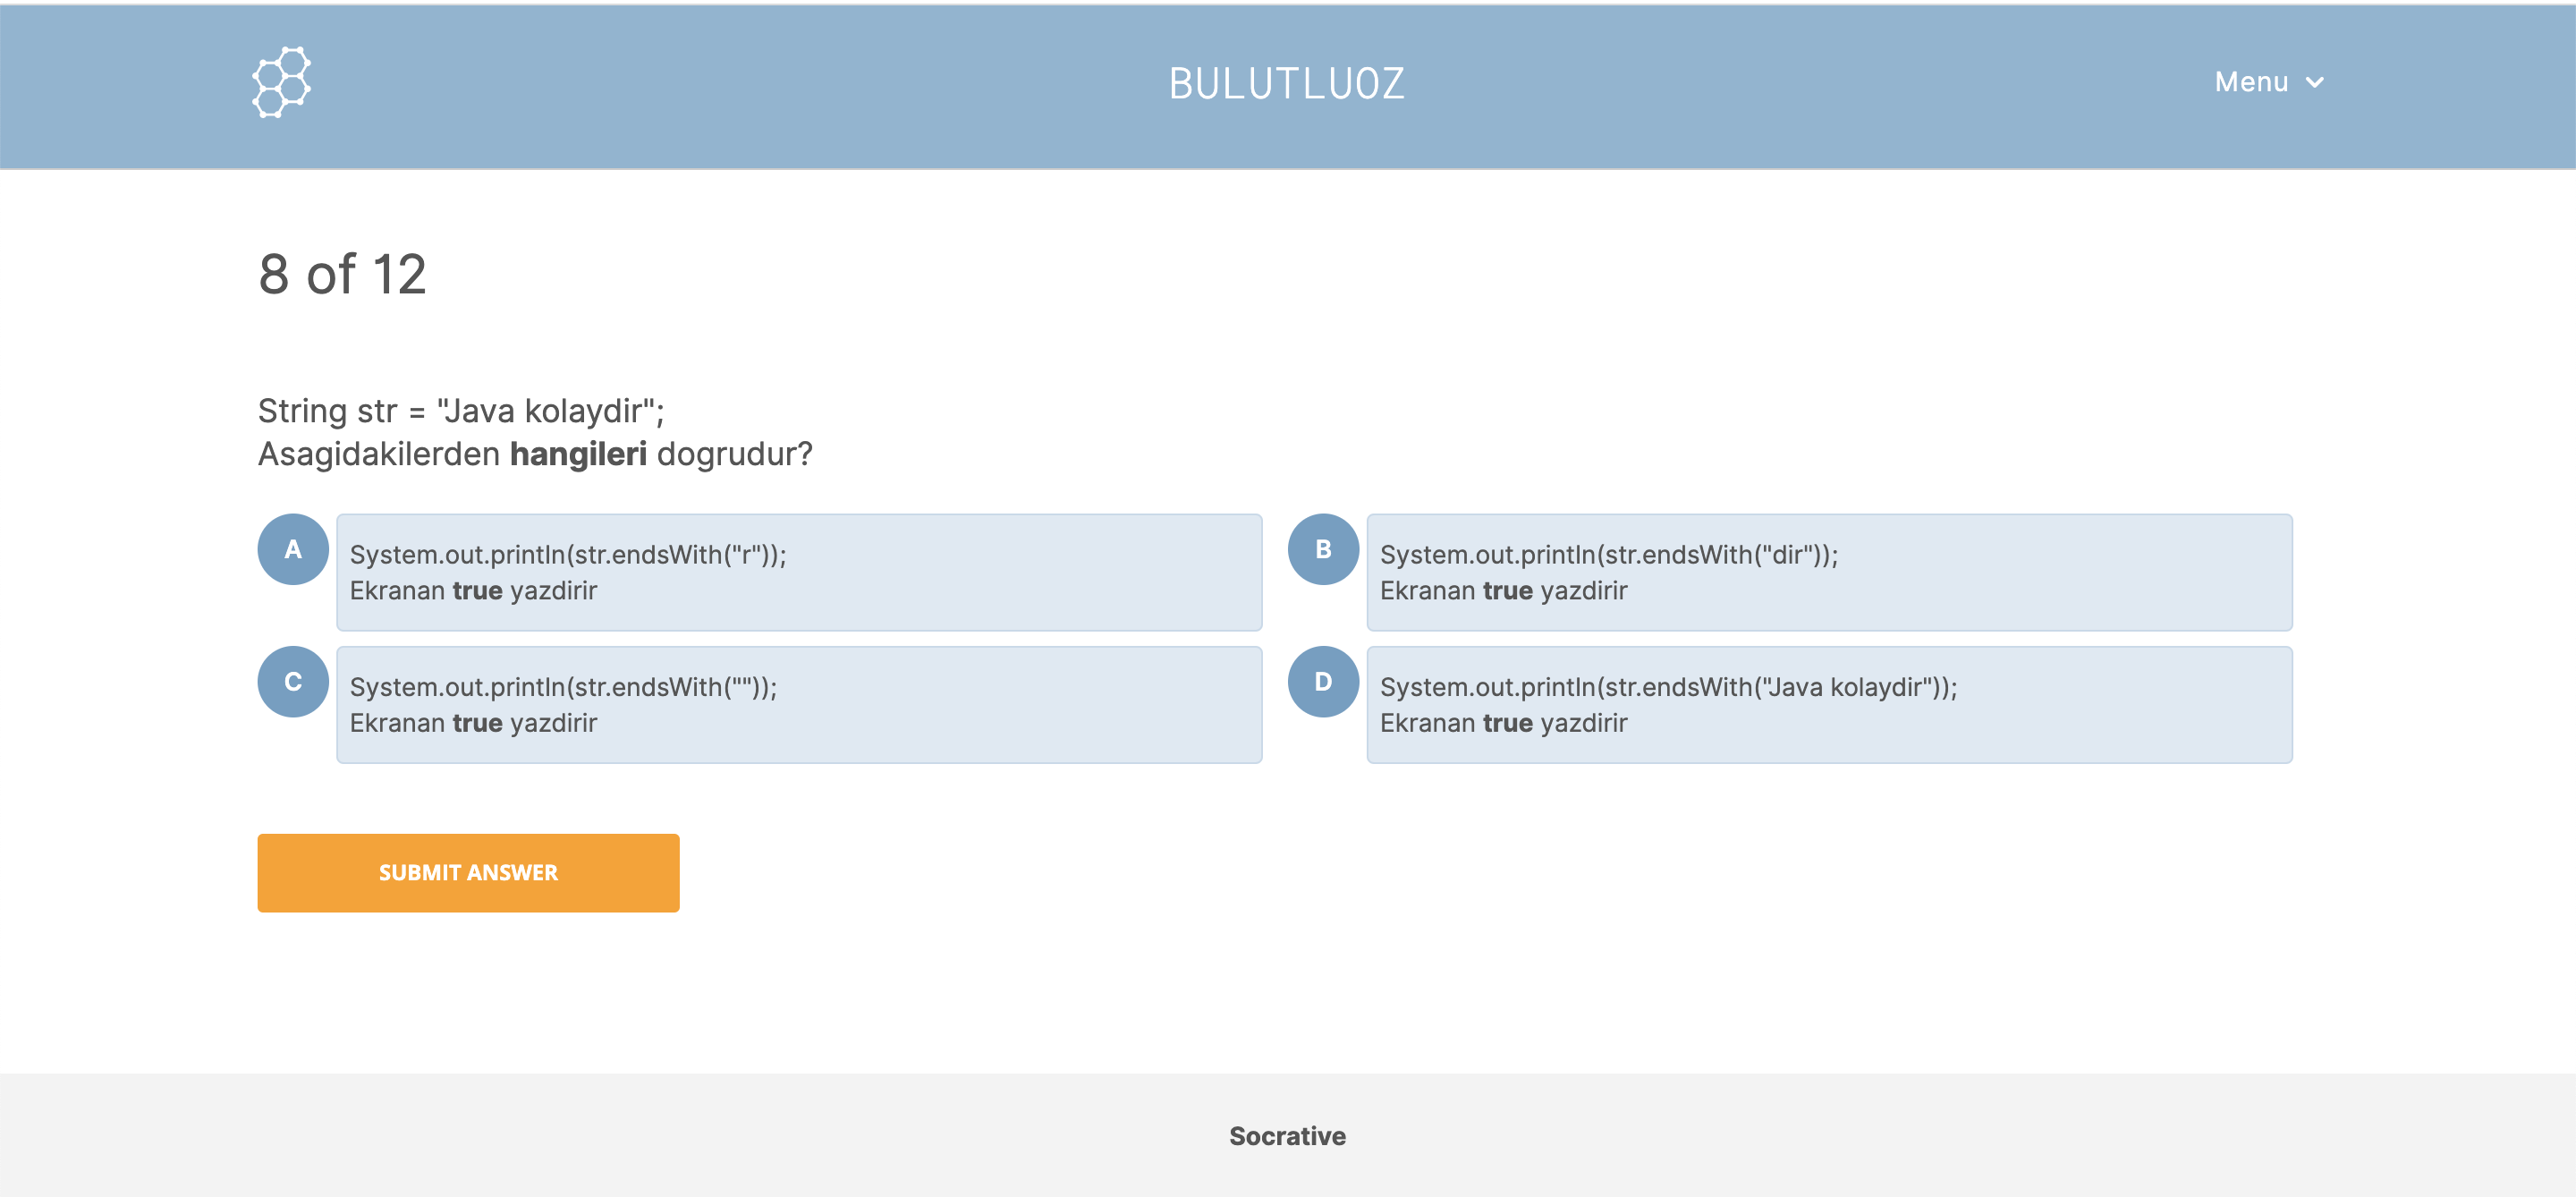 BULUTLUOZ
Menu
8 of 12
String str = "Java kolaydir";
Asagidakilerden hangileri dogrudur?
A
System.out.println(str.endsWith("r"));
Ekranan true yazdirir
B
System.out.println(str.endsWith("dir"));
Ekranan true yazdirir
C
System.out.println(str.endsWith(""));
Ekranan true yazdirir
D
System.out.println(str.endsWith("Java kolaydir"));
Ekranan true yazdirir
SUBMIT ANSWER
Socrative